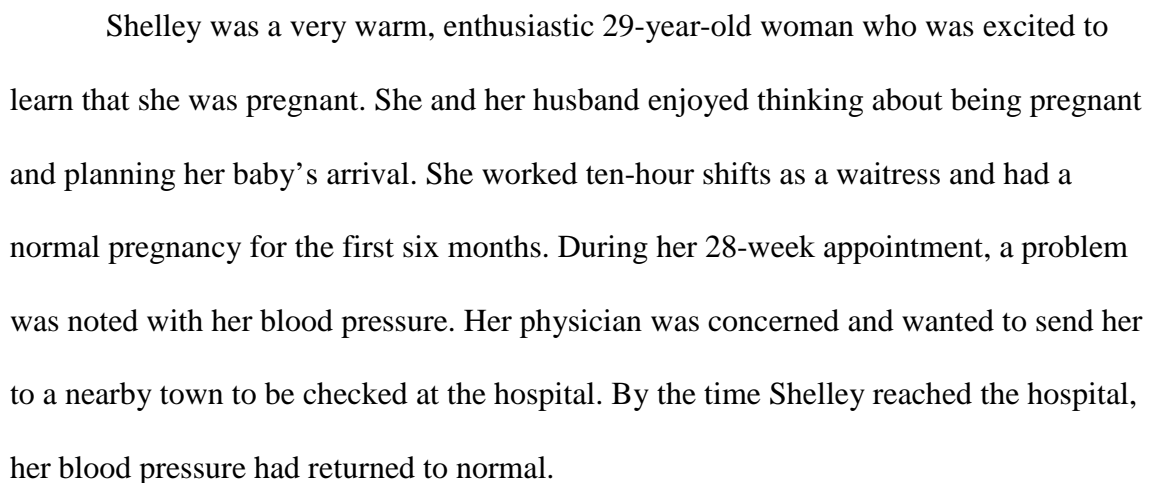 Shelley was a very warm, enthusiastic 29-year-old woman who was excited to
learn that she was pregnant. She and her husband enjoyed thinking about being pregnant
and planning her baby’s arrival. She worked ten-hour shifts as a waitress and had a
normal pregnancy for the first six months. During her 28-week appointment, a problem
was noted with her blood pressure. Her physician was concerned and wanted to send her
to a nearby town to be checked at the hospital. By the time Shelley reached the hospital,
her blood pressure had returned to normal.